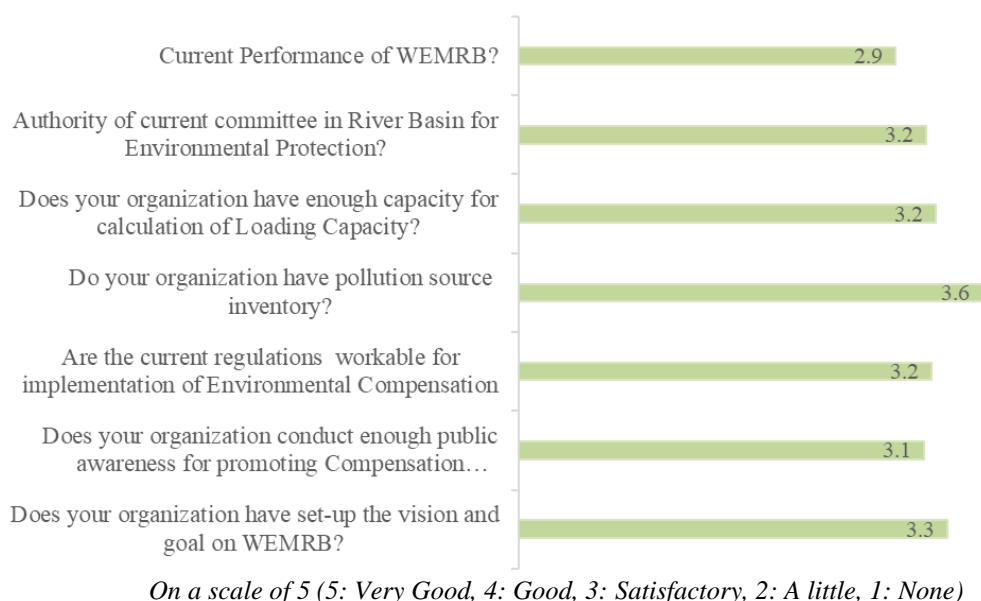 Current Performance of WEMRB?
2.9
Authority of current committee in River Basin for
Environmental Protection?
3.2
Does your organization have enough capacity for
calculation of Loading Capacity?
3.2
Do your organization have pollution source
inventory?
3.6
Are the current regulations workable for
implementation of Environmental Compensation
3.2
Does your organization conduct enough public
awareness for promoting Compensation…
3.1
Does your organization have set-up the vision and
goal on WEMRB?
3.3
On a scale of 5 (5: Very Good, 4: Good, 3: Satisfactory, 2: A little, 1: None)